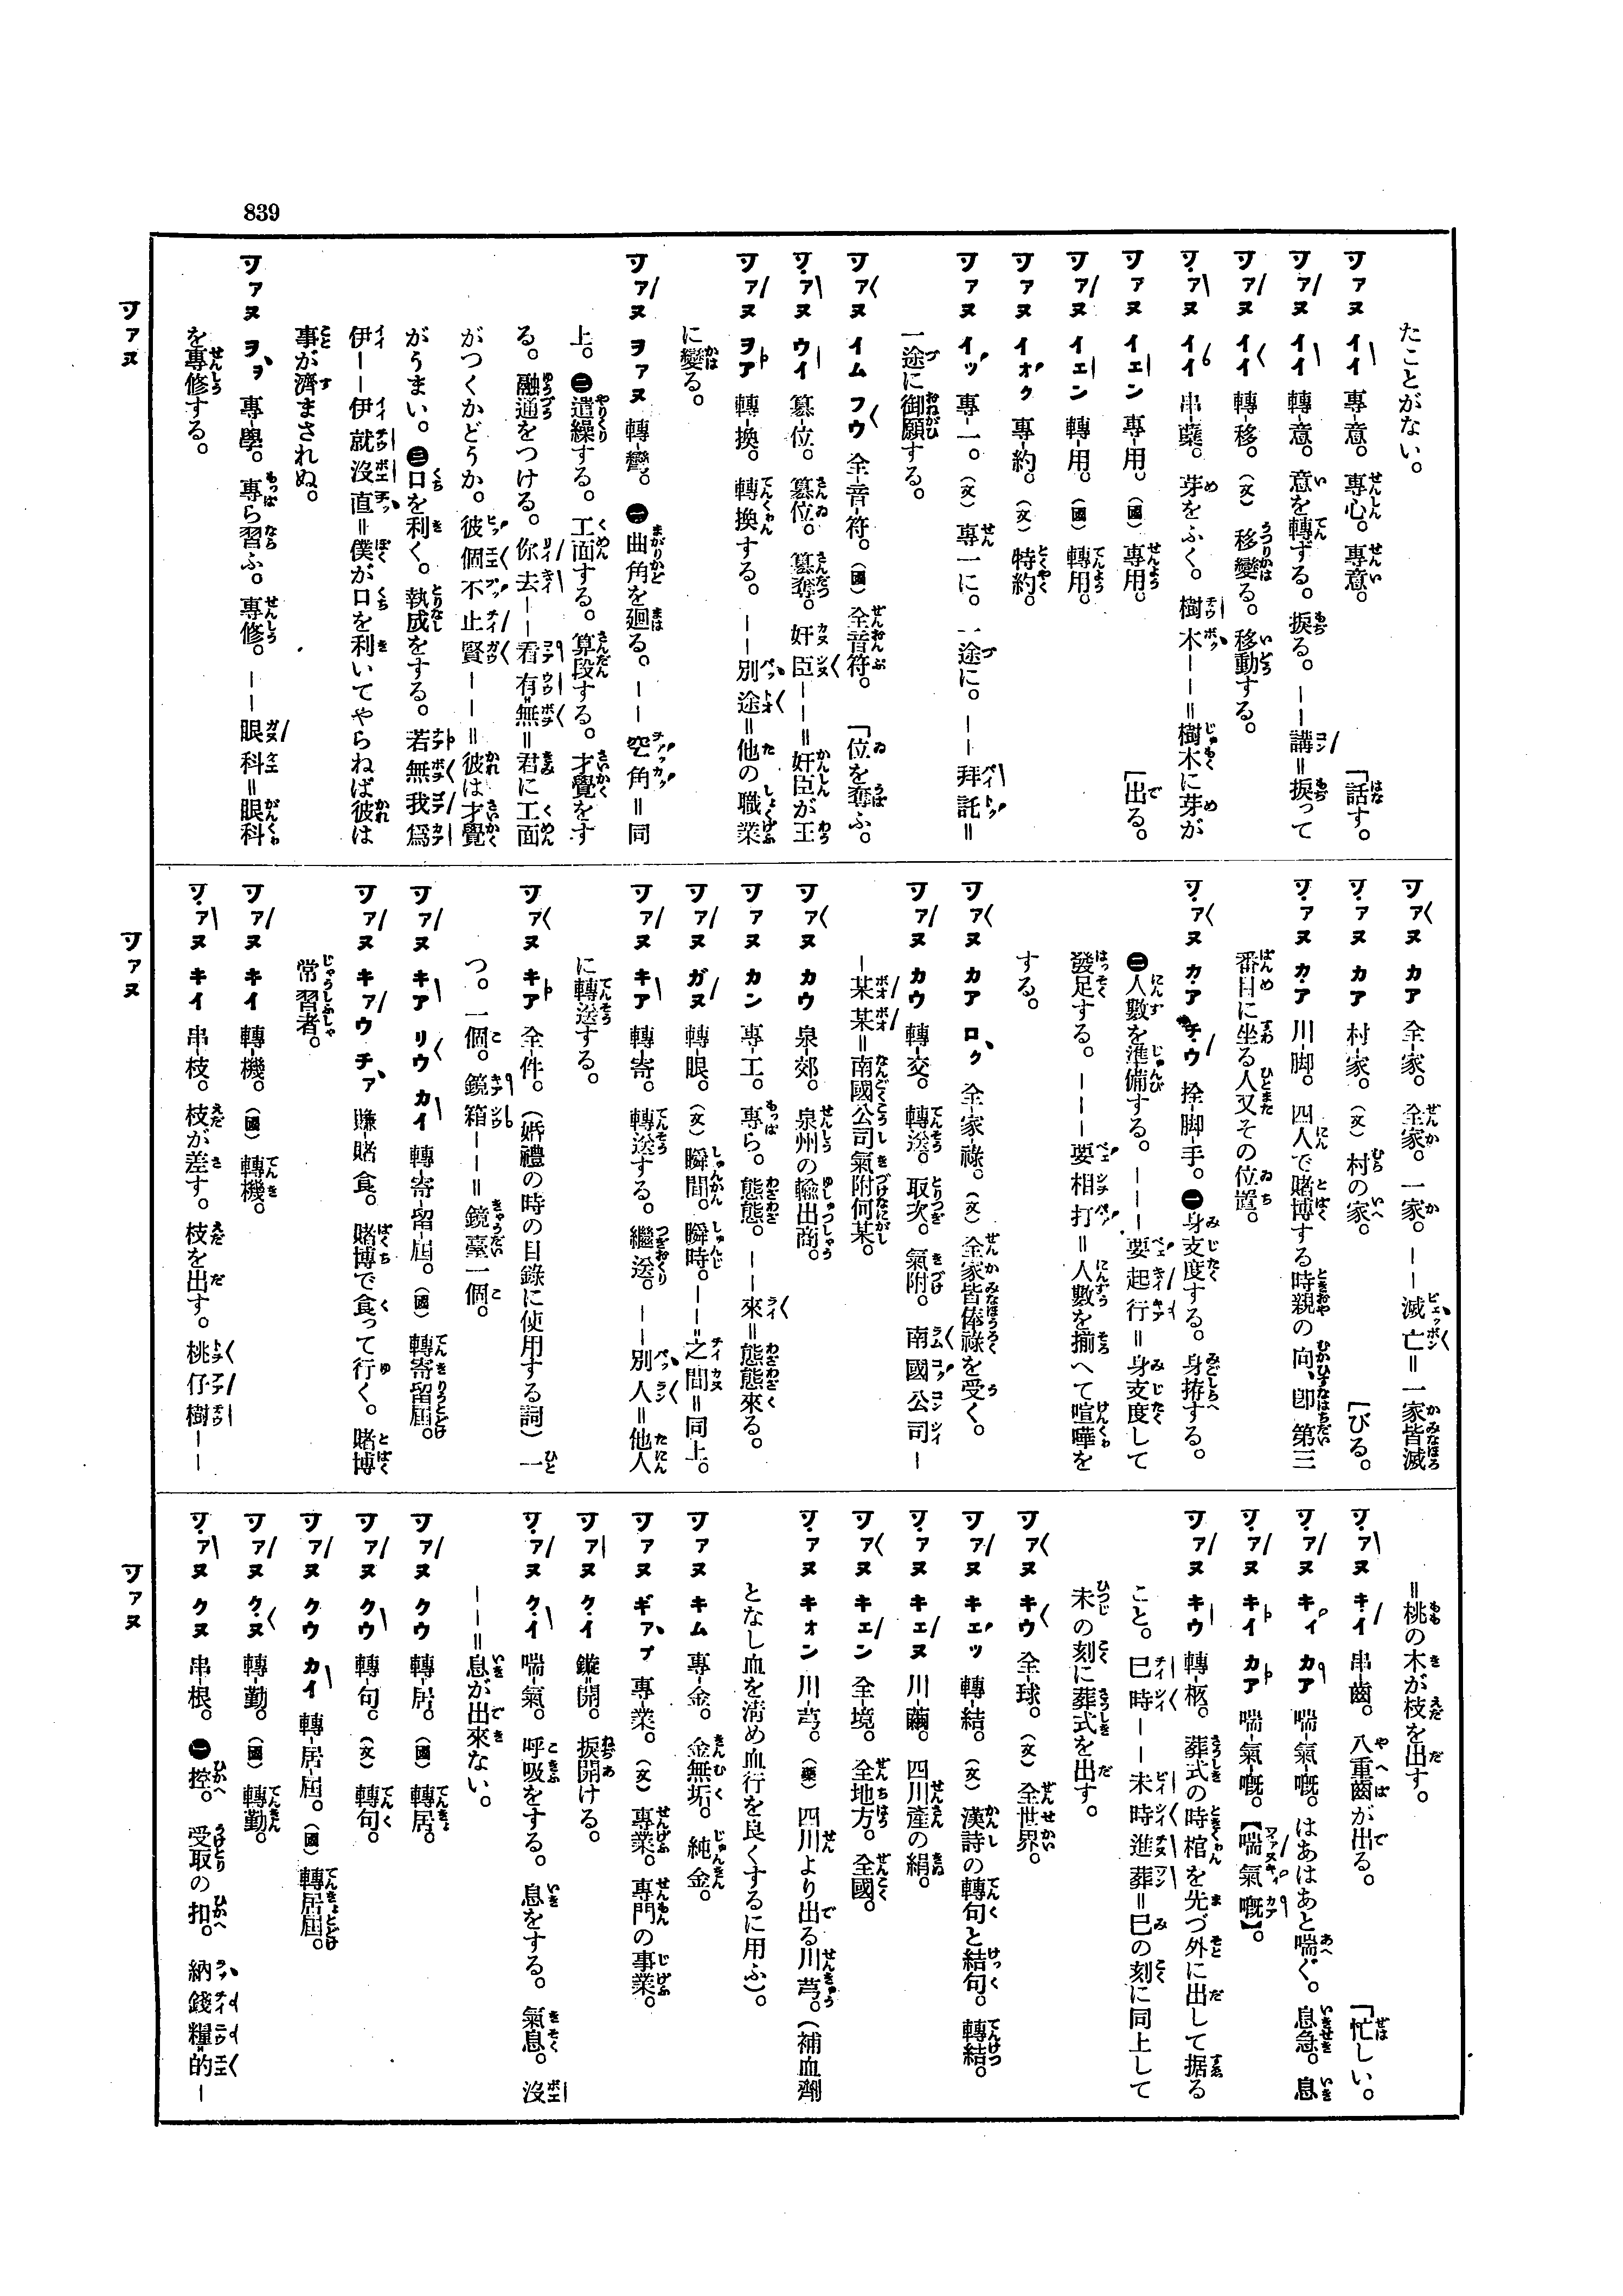 839
たことがない。
ツァヌ イイ 專-意。專心。專意。 「話す。
ツァヌ イイ 轉-意。意を轉ずる。捩る。――講=捩って
ツァヌ イイ 轉-移。(文) 移變る。移動する。
ツァヌ イイ 串-蘗。芽をふく。樹木――=樹木に芽が
ツァヌ イェン 專-用。(國) 專用。 「出る。
ツァヌ イェン 轉-用。(國) 轉用。
ツァヌ イォク 專-約。(文) 特約。
ツァヌ イッ 專-一。(文) 專一に。一途に。――拜託=
一途に御願する。
ツァヌ イム フウ 全-音-符。(國) 全音符。 「位を奪ふ。
ツァヌ ウイ 簒-位。簒位。簒奪。奸臣――=奸臣が王
ツァヌ ヲア 轉-換。轉換する。――別途=他の職業
に變る。
ツァヌ ヲァヌ 轉-彎。㊀曲角を廻る。――空角=同
上。㊁遣繰する。工面する。算段する。才覺をす
る。融通をつける。你去――看有無=君に工面
がつくかどうか。彼個不止賢――=彼は才覺
がうまい。㊂口を利く。執成をする。若無我爲
伊――伊就沒直=僕が口を利いてやらねば彼は
事が濟まされぬ。
ツァヌ ヲヲ 專-學。專ら習ふ。專修。――眼科=眼科
を專修する。
ツァヌ カア 全-家。全家。一家。――滅亡=一家皆滅
ツァヌ カア 村-家。(文) 村の家。 「びる。
ツァヌ カア 川-脚。四人で賭博する時親の向、卽第三
番目に坐る人又その位置。
ツァヌ カア チウ 拴-脚-手。㊀身支度する。身拵する。
㊁人數を準備する。―――要起行=身支度して
發足する。―――要相打=人數を揃へて喧嘩を
する。
ツァヌ カア ロク 全-家-祿。(文) 全家皆俸祿を受く。
ツァヌ カウ 轉-交。轉送。取次。氣附。南國公司―
―某某=南國公司氣附何某。
ツァヌ カウ 泉-郊。泉州の輸出商。
ツァヌ カン 專-工。專ら。態態。――來=態態來る。
ツァヌ ガヌ 轉-眼。(文) 瞬間。瞬時。――之間=同上。
ツァヌ キア 轉-寄。轉送する。繼送。――別人=他人
に轉送する。
ツァヌ キア 全-件。(婚禮の時の目錄に使用する詞) 一
つ。一個。鏡箱――=鏡臺一個。
ツァヌ キア リウ カイ 轉-寄-留-屆。(國) 轉寄留屆。
ツァヌ キァウ チァ 賺-賭-食。賭博で食って行く。賭博
常習者。
ツァヌ キイ 轉-機。(國) 轉機。
ツァヌ キイ 串-枝。枝が差す。枝を出す。桃仔樹――
=桃の木が枝を出す。
ツァヌ キイ 串-齒。八重齒が出る。 「忙しい。
ツァヌ キィ カア 喘-氣-嘅。はあはあと喘ぐ。息急。息
ツァヌ キイ カア 喘-氣-嘅。【喘氣嘅】。
ツァヌ キウ 轉-柩。葬式の時棺を先づ外に出して据る
こと。巳時――未時進葬=巳の刻に同上して
未の刻に葬式を出す。
ツァヌ キウ 全-球。(文) 全世界。
ツァヌ キェッ 轉-結。(文) 漢詩の轉句と結句。轉結。
ツァヌ キェヌ 川-繭。四川產の絹。
ツァヌ キェン 全-境。全地方。全國。
ツァヌ キォン 川-芎。(藥) 四川より出る川芎。(補血劑
となし血を淸め血行を良くするに用ふ)。
ツァヌ キム 專-金。金無垢。純金。
ツァヌ ギァプ 專-業。(文) 專業。專門の事業。
ツァヌ クイ 鏇-開。捩開ける。
ツァヌ クイ 喘-氣。呼吸をする。息をする。氣息。沒
――=息が出來ない。
ツァヌ クウ 轉-居。(國) 轉居。
ツァヌ クウ 轉-句。(文) 轉句。
ツァヌ クウ カイ 轉-居-屆。(國) 轉居屆。
ツァヌ クヌ 轉-勤。(國) 轉勤。
ツァヌ クヌ 串-根。㊀控。受取の扣。納錢糧的―
ツァヌ
ツァヌ
ツァヌ